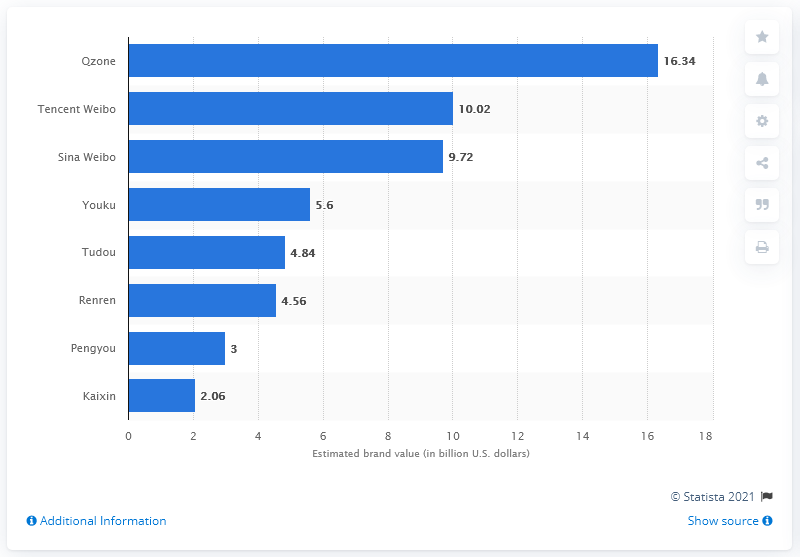 Qzone 16.34
Tencent Weibo 10.02
Sina Weibo 9.72
Youku 5.6
Tudou 4.84
Renren 4.56
Pengyou 3
Kaixin 2.06
0 2 4 6 8 10 12 14 16 18
Estimated brand value (in billion U.S. dollars)
© Statista 2021
Additional Information Show source